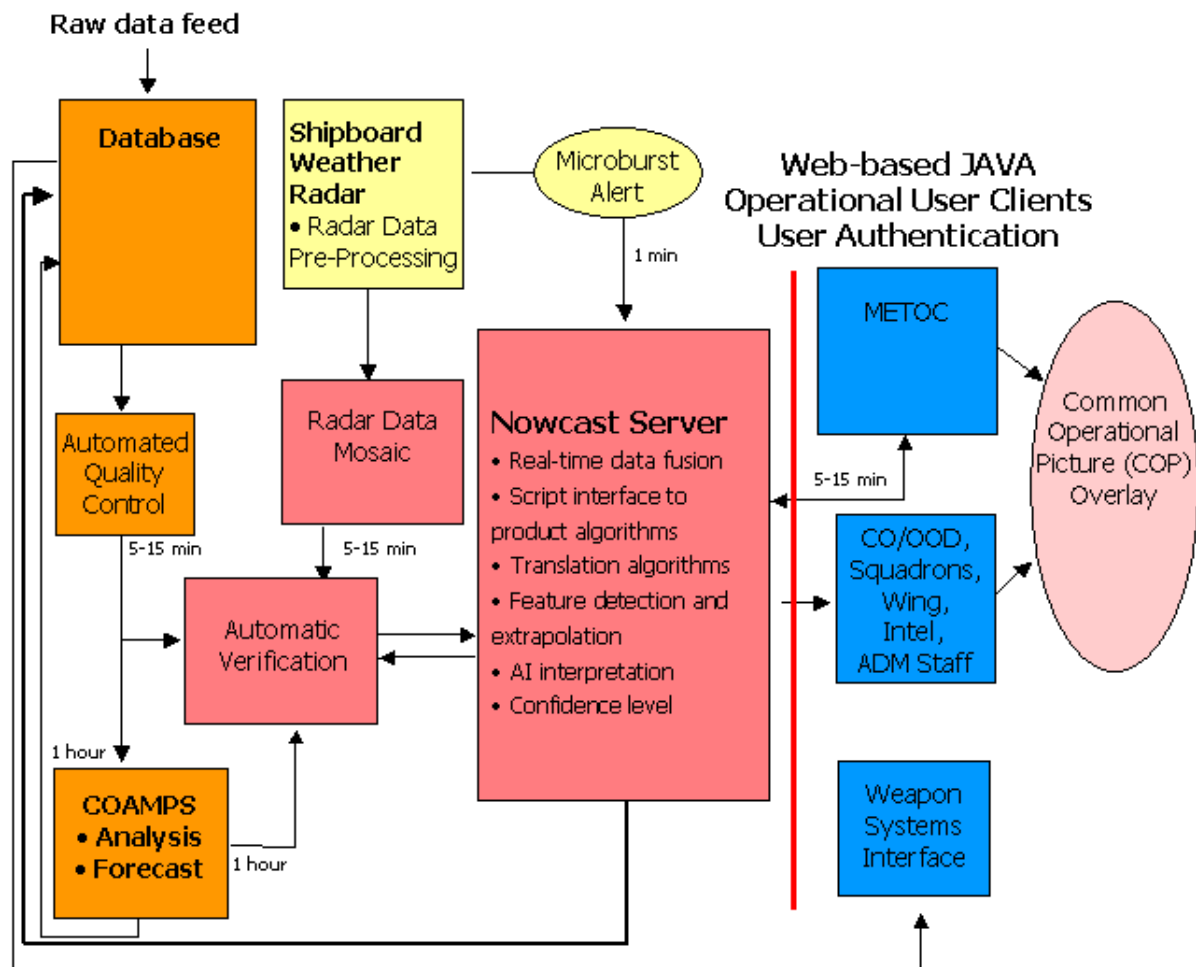 Raw data feed
Database
Shipboard
Weather
Radar
• Radar Data
Pre-Processing
Microburst
Alert
Web-based JAVA
Operational User Clients
User Authentication
1 min
METOC
Common
Operational
Picture (COP)
Overlay
Radar Data
Mosaic
Automated
Quality
Control
Nowcast Server
• Real-time data fusion
• Script interface to
product algorithms
• Translation algorithms
• Feature detection and
extrapolation
• AI interpretation
• Confidence level
5-15 min
5-15 min
5-15 min
CO/OOD,
Squadrons,
Wing,
Intel,
ADM Staff
Automatic
Verification
1 hour
COAMPS
• Analysis
• Forecast
1 hour
Weapon
Systems
Interface